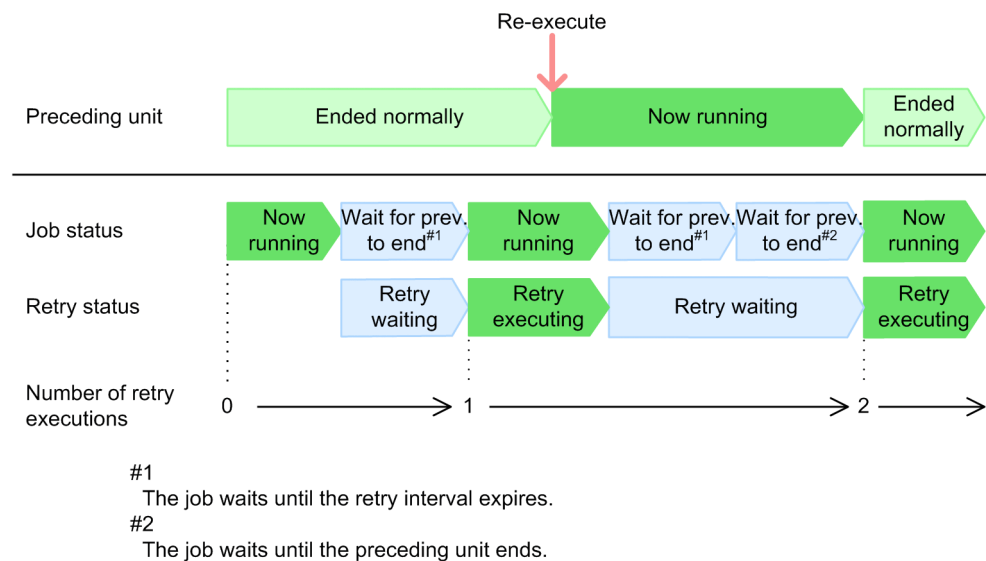 Re-execute
Preceding unit
Ended normally
Now running
Ended
normally
Job status
Now
running
Wait for prev.
to end#1
Now
running
Wait for prev.
to end#1
Wait for prev.
to end#2
Now
running
Retry status
Retry
waiting
Retry
executing
Retry waiting
Retry
executing
Number of retry
executions
0
1
2
#1
The job waits until the retry interval expires.
#2
The job waits until the preceding unit ends.